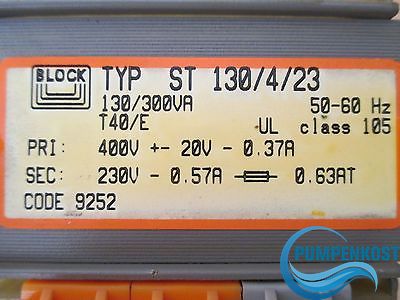 BLOCK
TYP ST 130/4/23
130/300VA 50-60 Hz
T40/E UL class 105
PRI: 400V +- 20V - 0.37A
SEC: 230V - 0.57A 0.63AT
CODE 9252
PUMPENKOST